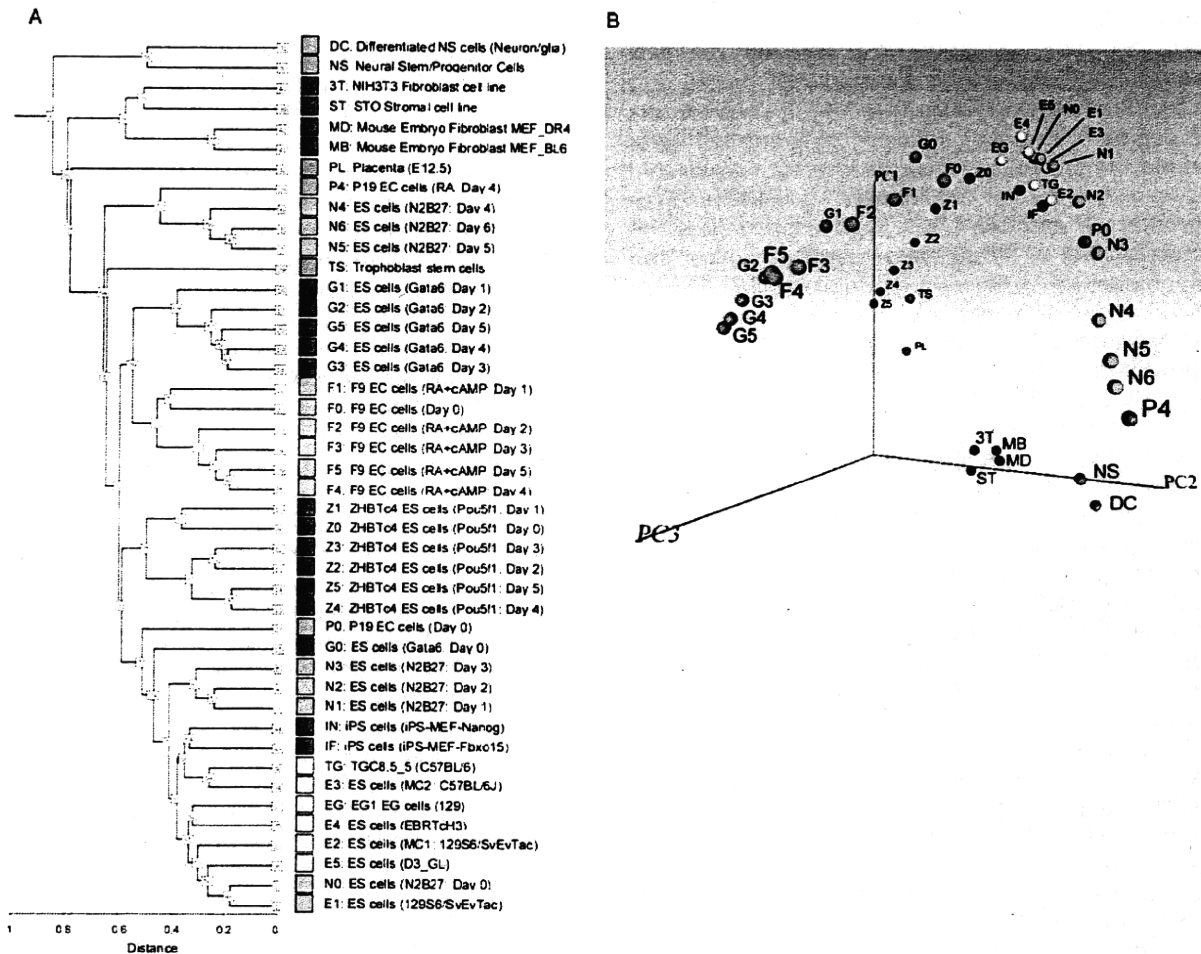 A
DC: Differentiated NS cells (Neuron/glia)
NS: Neural Stem/Progenitor Cells
3T: NIH3T3 Fibroblast cell line
ST: STO Stromal cell line
MD: Mouse Embryo Fibroblast MEF_DR4
MB: Mouse Embryo Fibroblast MEF_BL6
PL: Placenta (E12.5)
P4: P19 EC cells (RA: Day 4)
N4: ES cells (N2B27: Day 4)
N6: ES cells (N2B27: Day 6)
N5: ES cells (N2B27: Day 5)
TS: Trophoblast stem cells
G1: ES cells (Gata6: Day 1)
G2: ES cells (Gata6: Day 2)
G5: ES cells (Gata6: Day 5)
G4: ES cells (Gata6: Day 4)
G3: ES cells (Gata6: Day 3)
F1: F9 EC cells (RA+cAMP: Day 1)
F0: F9 EC cells (Day 0)
F2: F9 EC cells (RA+cAMP: Day 2)
F3: F9 EC cells (RA+cAMP: Day 3)
F5: F9 EC cells (RA+cAMP: Day 5)
F4: F9 EC cells (RA+cAMP: Day 4)
Z1: ZHBTc4 ES cells (Pou5f1: Day 1)
Z0: ZHBTc4 ES cells (Pou5f1: Day 0)
Z3: ZHBTc4 ES cells (Pou5f1: Day 3)
Z2: ZHBTc4 ES cells (Pou5f1: Day 2)
Z5: ZHBTc4 ES cells (Pou5f1: Day 5)
Z4: ZHBTc4 ES cells (Pou5f1: Day 4)
P0: P19 EC cells (Day 0)
G0: ES cells (Gata6: Day 0)
N3: ES cells (N2B27: Day 3)
N2: ES cells (N2B27: Day 2)
N1: ES cells (N2B27: Day 1)
IN: iPS cells (iPS-MEF-Nanog)
IF: iPS cells (iPS-MEF-Fbxo15)
TG: TGC8.5_5 (C57BL/6)
E3: ES cells (MC2: C57BL/6J)
EG: EG1 EG cells (129)
E4: ES cells (EBRTcH3)
E2: ES cells (MC1: 129S6/SvEvTac)
E5: ES cells (D3_GL)
N0: ES cells (N2B27: Day 0)
E1: ES cells (129S6/SvEvTac)
1 0.8 0.6 0.4 0.2 0
Distance
B
E5
N0
E1
E4
E3
G0
EG
N1
PC1
F0
Z0
TG
IN
E2
N2
F1
IF
Z1
G1
F2
P0
Z2
N3
F5
F3
G2
Z3
F4
Z4
G3
TS
Z5
G4
N4
G5
PL
N5
N6
P4
3T
MB
MD
ST
NS
PC2
DC
PC3